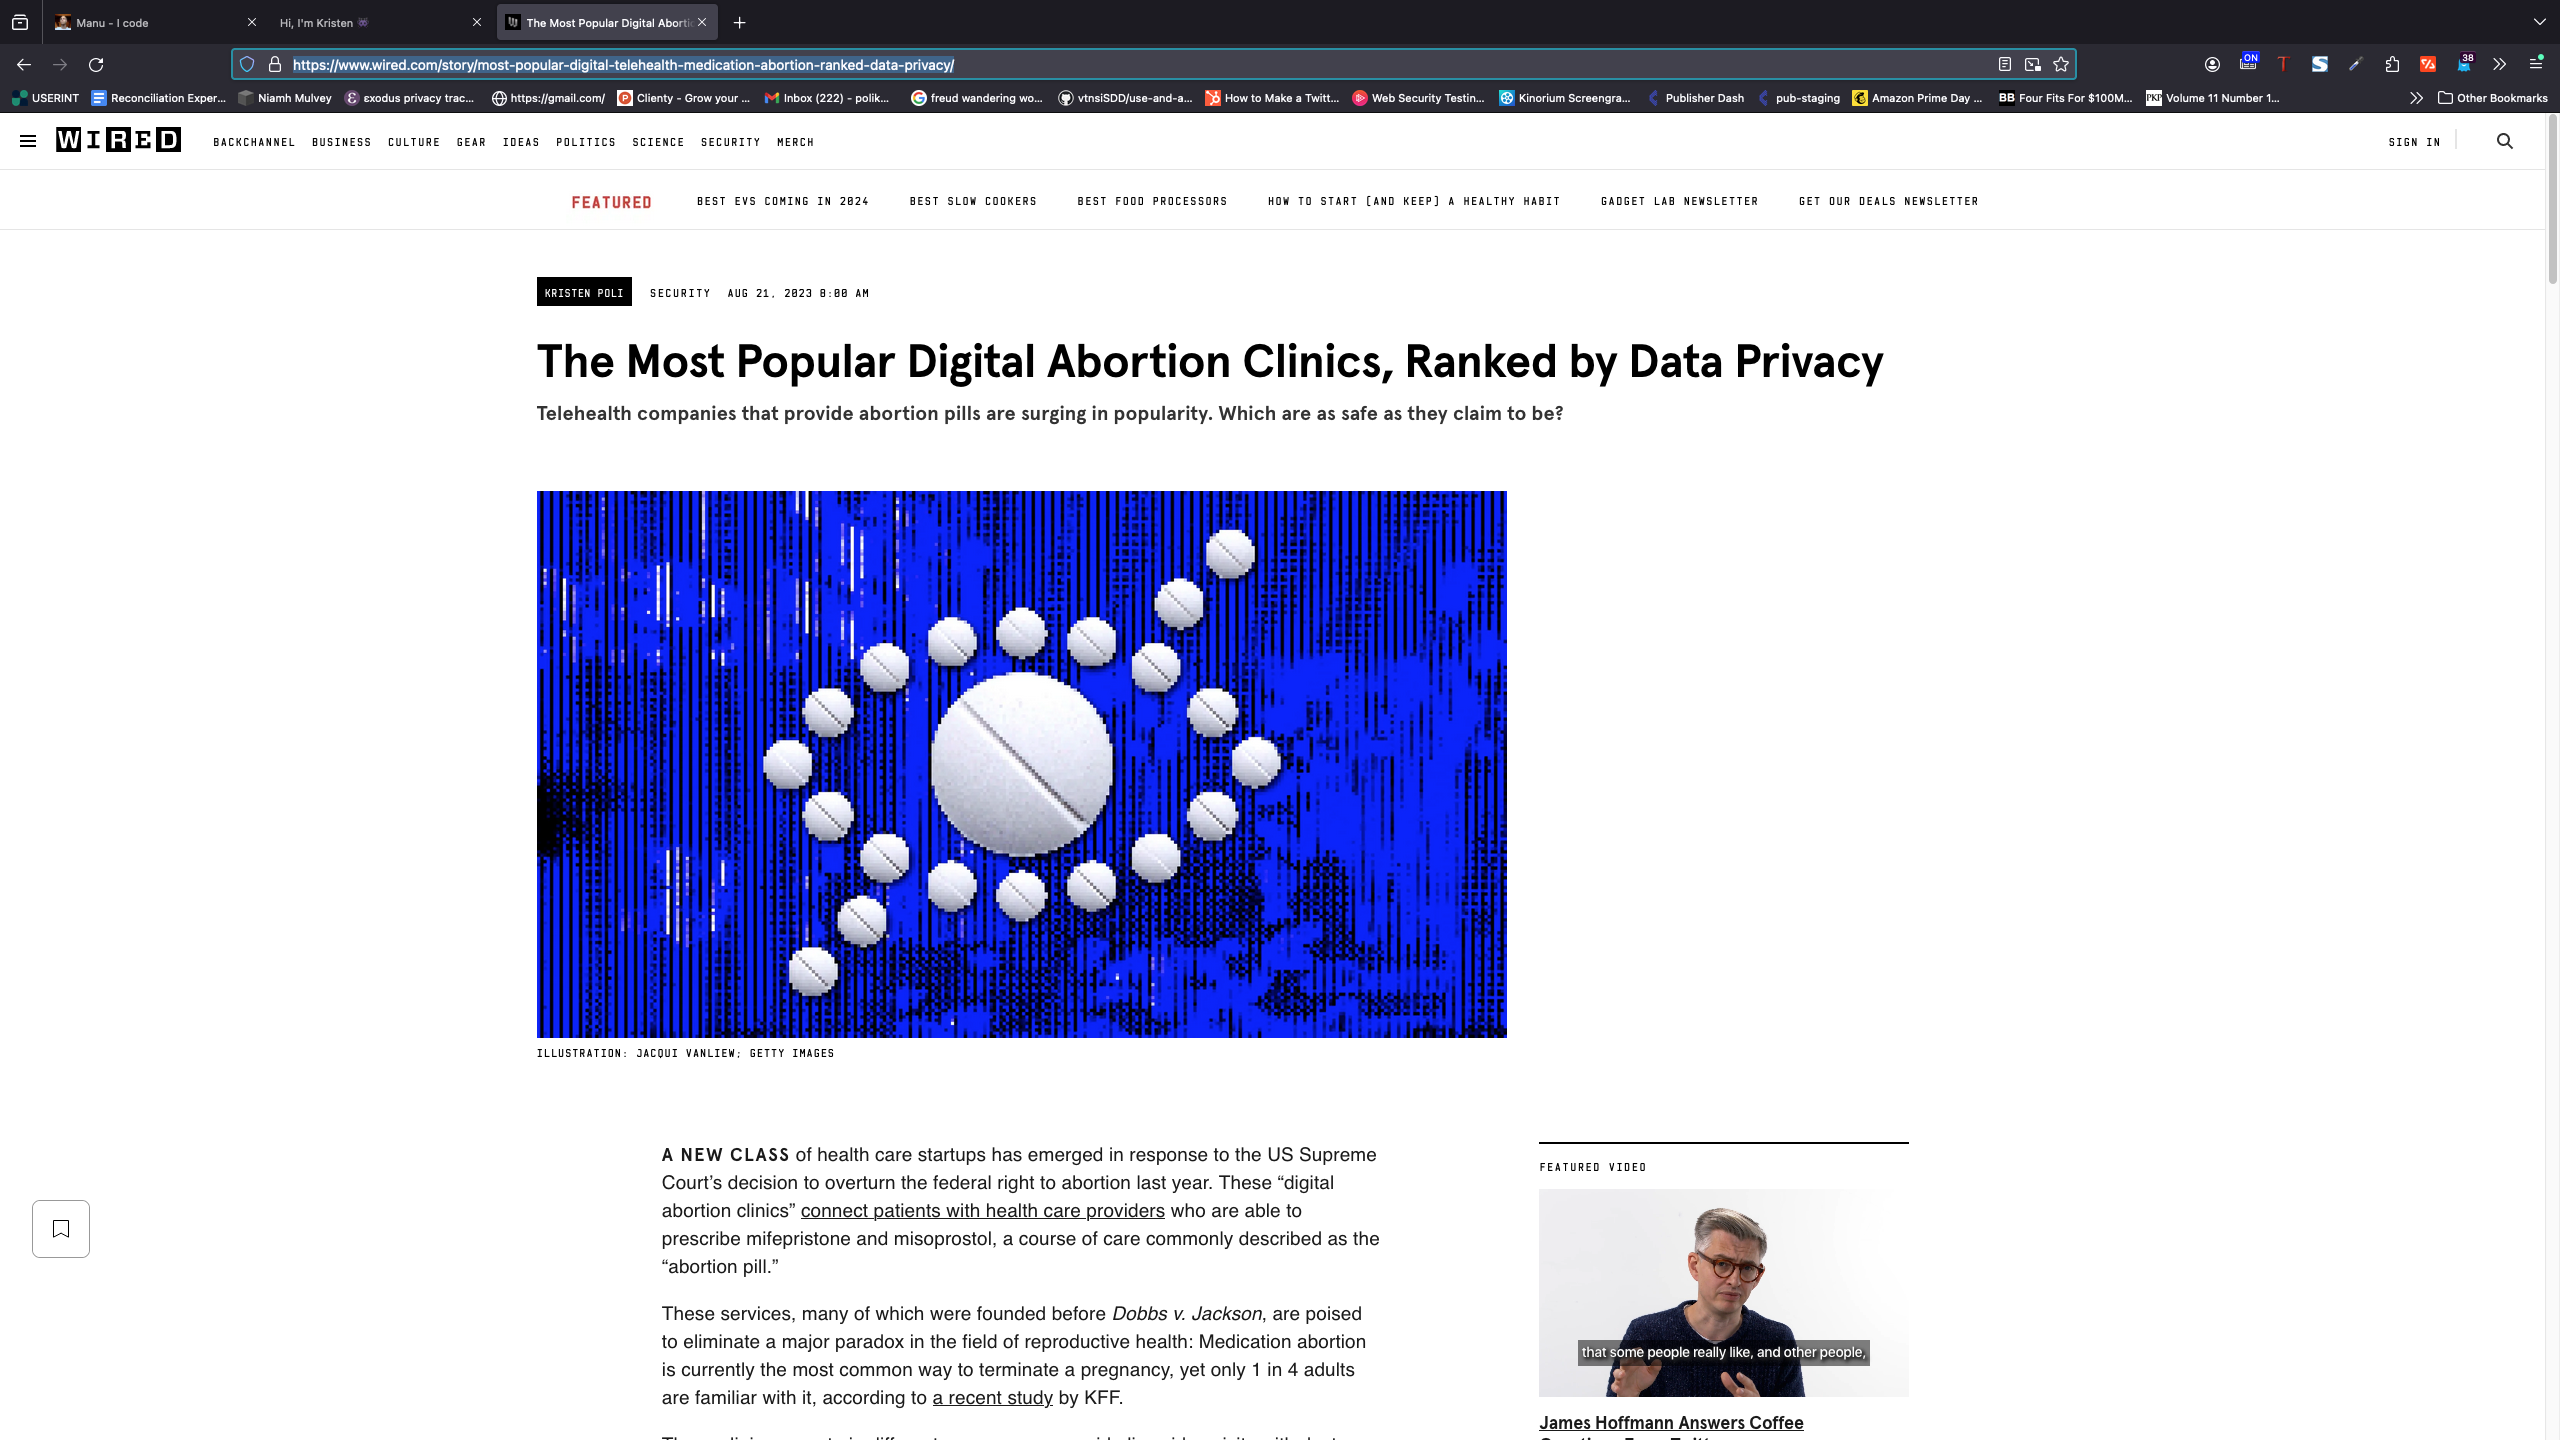 Manu - I code
Hi, I'm Kristen
The Most Popular Digital Aborti
https://www.wired.com/story/most-popular-digital-telehealth-medication-abortion-ranked-data-privacy/
ON
38
USERINT
Reconciliation Exper...
Niamh Mulvey
εxodus privacy trac...
https://gmail.com/
Clienty - Grow your ...
Inbox (222) - polik...
freud wandering wo...
vtnsiSDD/use-and-a...
How to Make a Twitt...
Web Security Testin...
Kinorium Screengra...
Publisher Dash
pub-staging
Amazon Prime Day ...
BB Four Fits For $100M...
PKP Volume 11 Number 1...
Other Bookmarks
WIRED
BACKCHANNEL
BUSINESS
CULTURE
GEAR
IDEAS
POLITICS
SCIENCE
SECURITY
MERCH
SIGN IN
FEATURED
BEST EVS COMING IN 2024
BEST SLOW COOKERS
BEST FOOD PROCESSORS
HOW TO START (AND KEEP) A HEALTHY HABIT
GADGET LAB NEWSLETTER
GET OUR DEALS NEWSLETTER
KRISTEN POLI
SECURITY
AUG 21, 2023 8:00 AM
The Most Popular Digital Abortion Clinics, Ranked by Data Privacy
Telehealth companies that provide abortion pills are surging in popularity. Which are as safe as they claim to be?
ILLUSTRATION: JACQUI VANLIEW; GETTY IMAGES
A NEW CLASS of health care startups has emerged in response to the US Supreme
Court’s decision to overturn the federal right to abortion last year. These “digital
abortion clinics” connect patients with health care providers who are able to
prescribe mifepristone and misoprostol, a course of care commonly described as the
“abortion pill.”
These services, many of which were founded before Dobbs v. Jackson, are poised
to eliminate a major paradox in the field of reproductive health: Medication abortion
is currently the most common way to terminate a pregnancy, yet only 1 in 4 adults
are familiar with it, according to a recent study by KFF.
FEATURED VIDEO
that some people really like, and other people,
James Hoffmann Answers Coffee